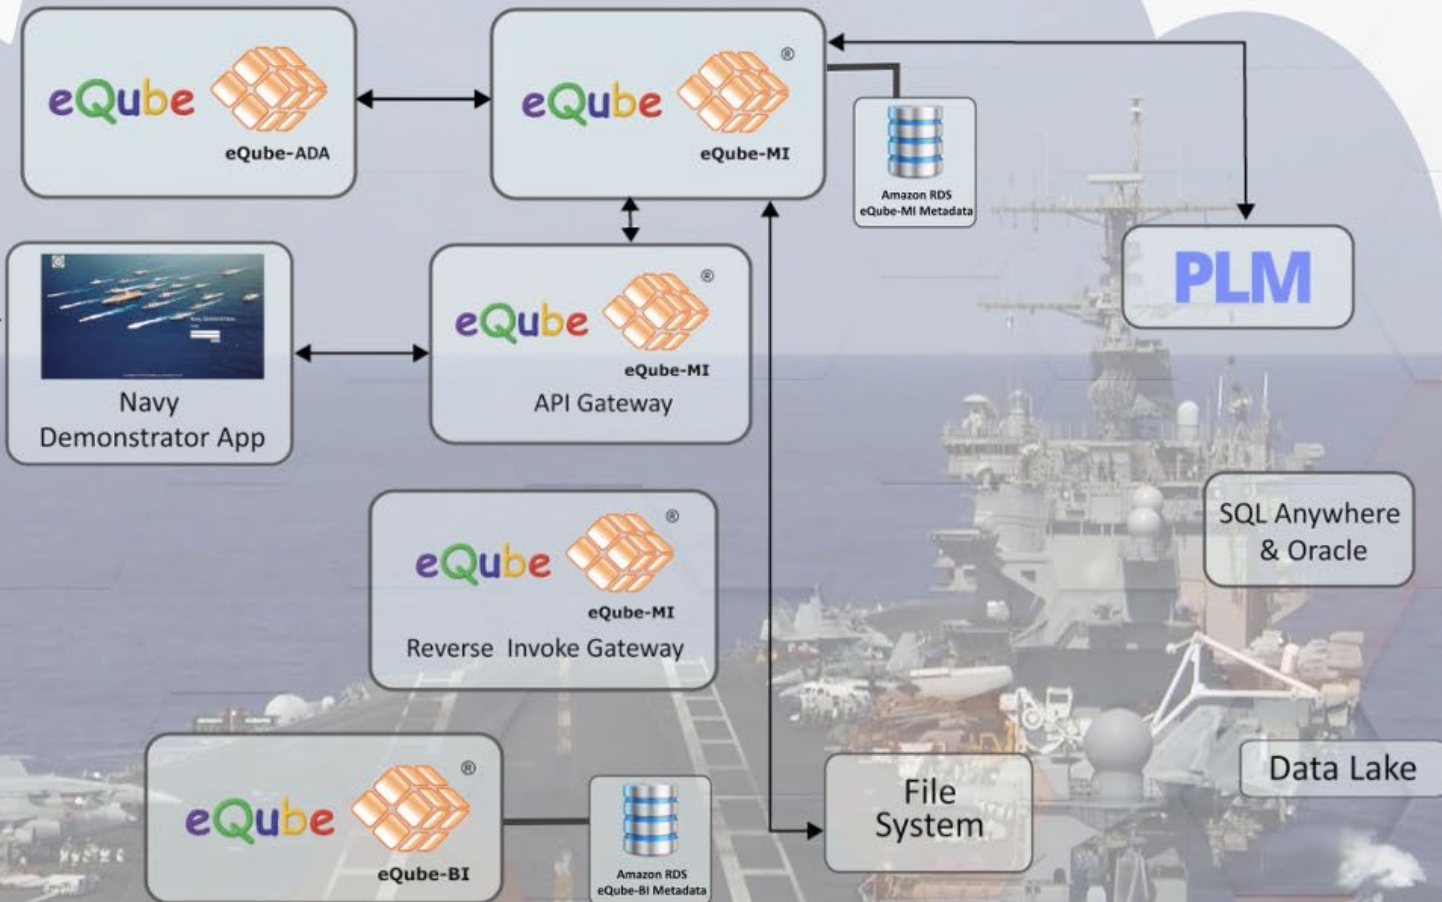 eQube
eQube-ADA
eQube
®
eQube-MI
Amazon RDS
eQube-MI Metadata
PLM
Navy
Demonstrator App
eQube
®
eQube-MI
API Gateway
SQL Anywhere
& Oracle
eQube
®
eQube-MI
Reverse Invoke Gateway
eQube
®
eQube-BI
Amazon RDS
eQube-BI Metadata
File
System
Data Lake